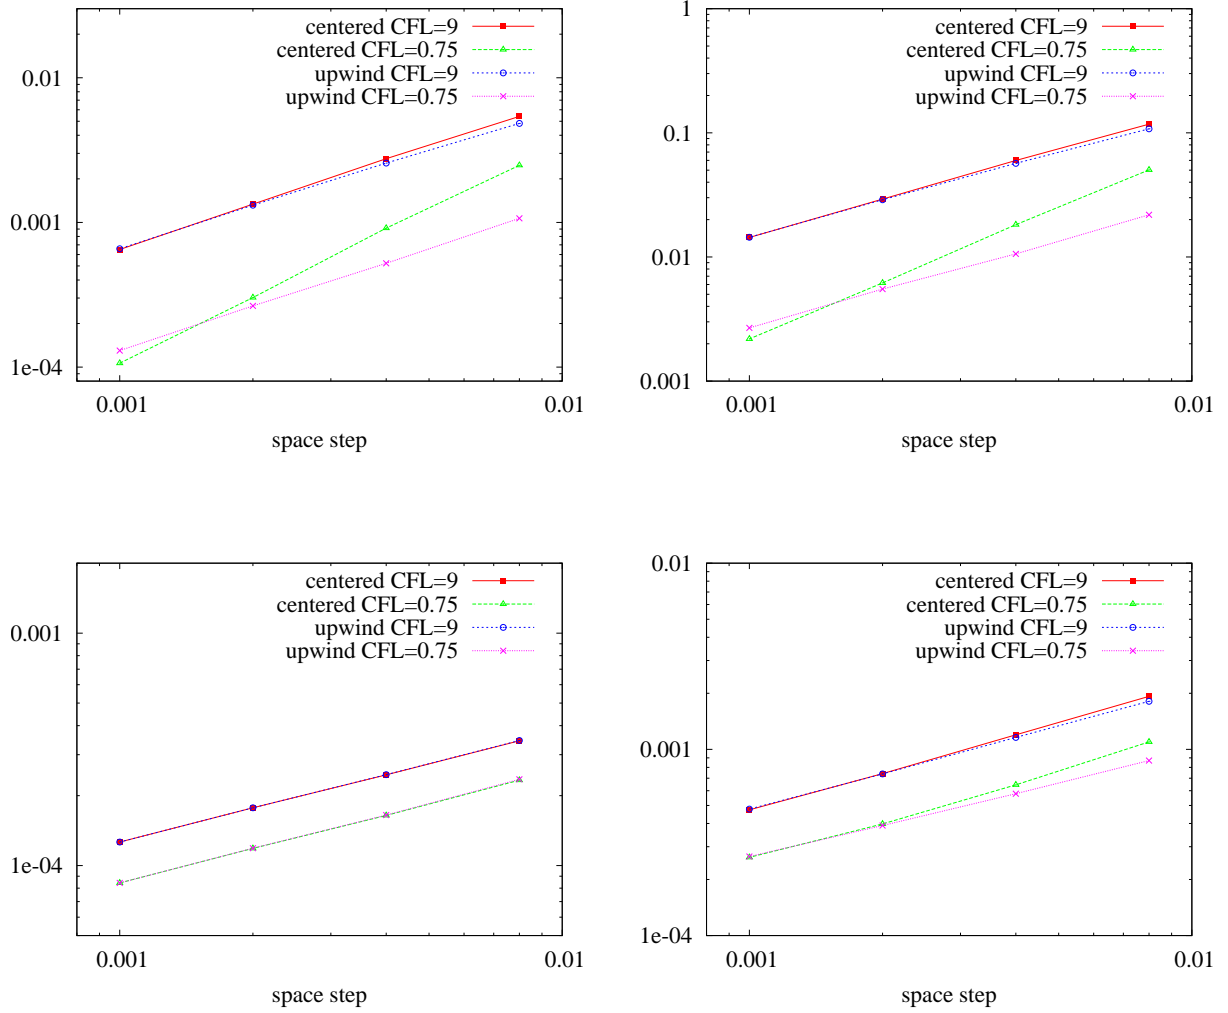 centered CFL=9
centered CFL=0.75
upwind CFL=9
upwind CFL=0.75
0.01
0.001
1e-04
0.001 0.01
space step
1
centered CFL=9
centered CFL=0.75
upwind CFL=9
upwind CFL=0.75
0.1
0.01
0.001
0.001 0.01
space step
centered CFL=9
centered CFL=0.75
upwind CFL=9
upwind CFL=0.75
0.001
1e-04
0.001 0.01
space step
0.01
centered CFL=9
centered CFL=0.75
upwind CFL=9
upwind CFL=0.75
0.001
1e-04
0.001 0.01
space step